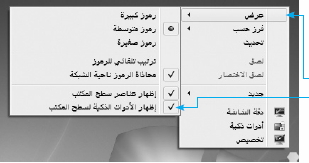 عرض
فرز حسب
تحديث
لصق
لصق الاختصار
جديد
دقة الشاشة
أدوات ذكية
تخصيص
رموز كبيرة
رموز متوسطة
رموز صغيرة
ترتيب تلقائي للرموز
محاذاة الرموز ناحية الشبكة
إظهار عناصر سطح المكتب
إظهار الأدوات الذكية لسطح المكتب